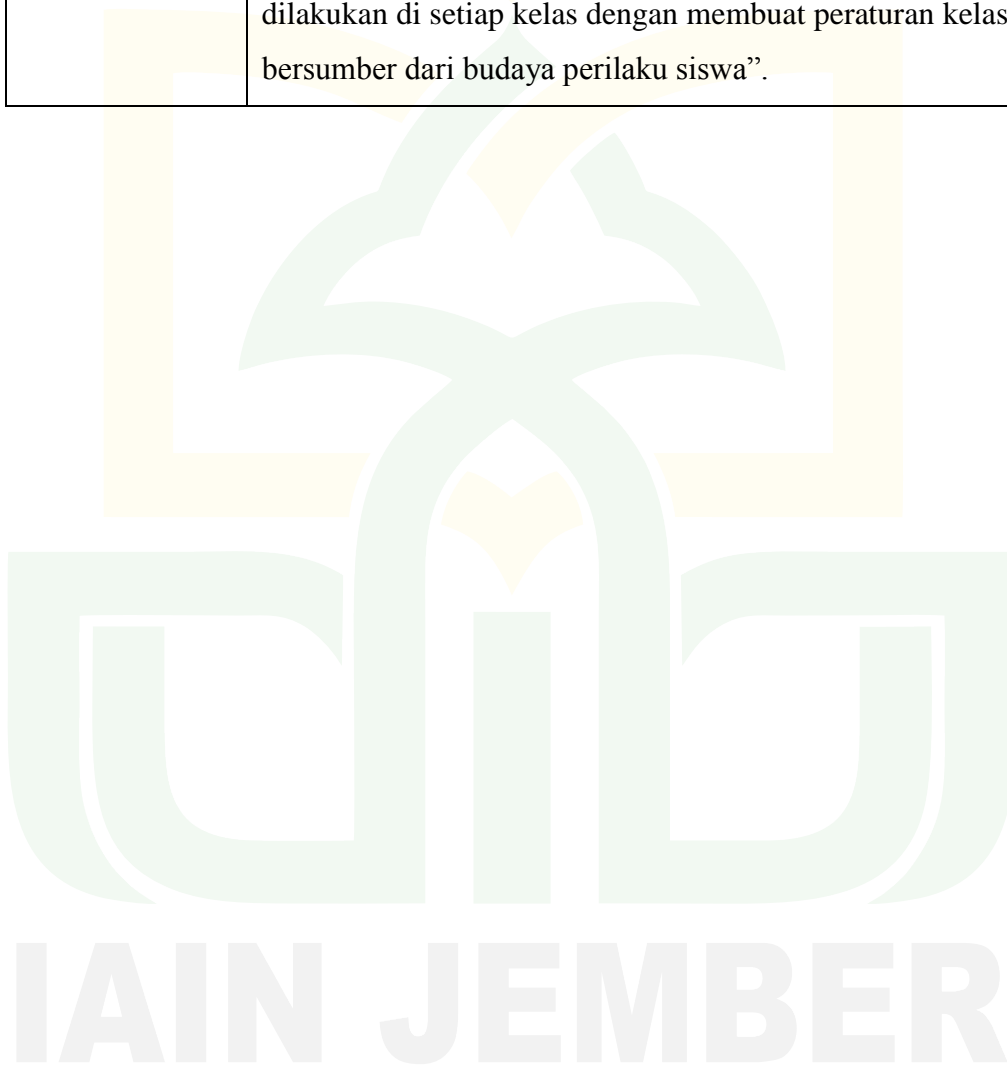 dilakukan di setiap kelas dengan membuat peraturan kelas
bersumber dari budaya perilaku siswa”.
IAIN JEMBER